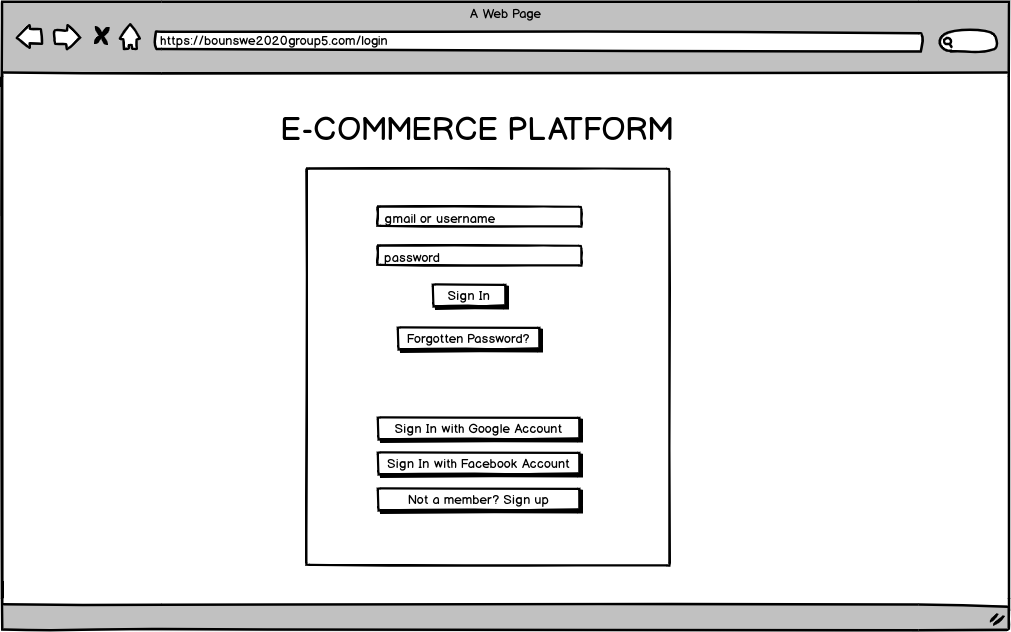 A Web Page
https://bounswe2020group5.com/login
E-COMMERCE PLATFORM
gmail or username
password
Sign In
Forgotten Password?
Sign In with Google Account
Sign In with Facebook Account
Not a member? Sign up